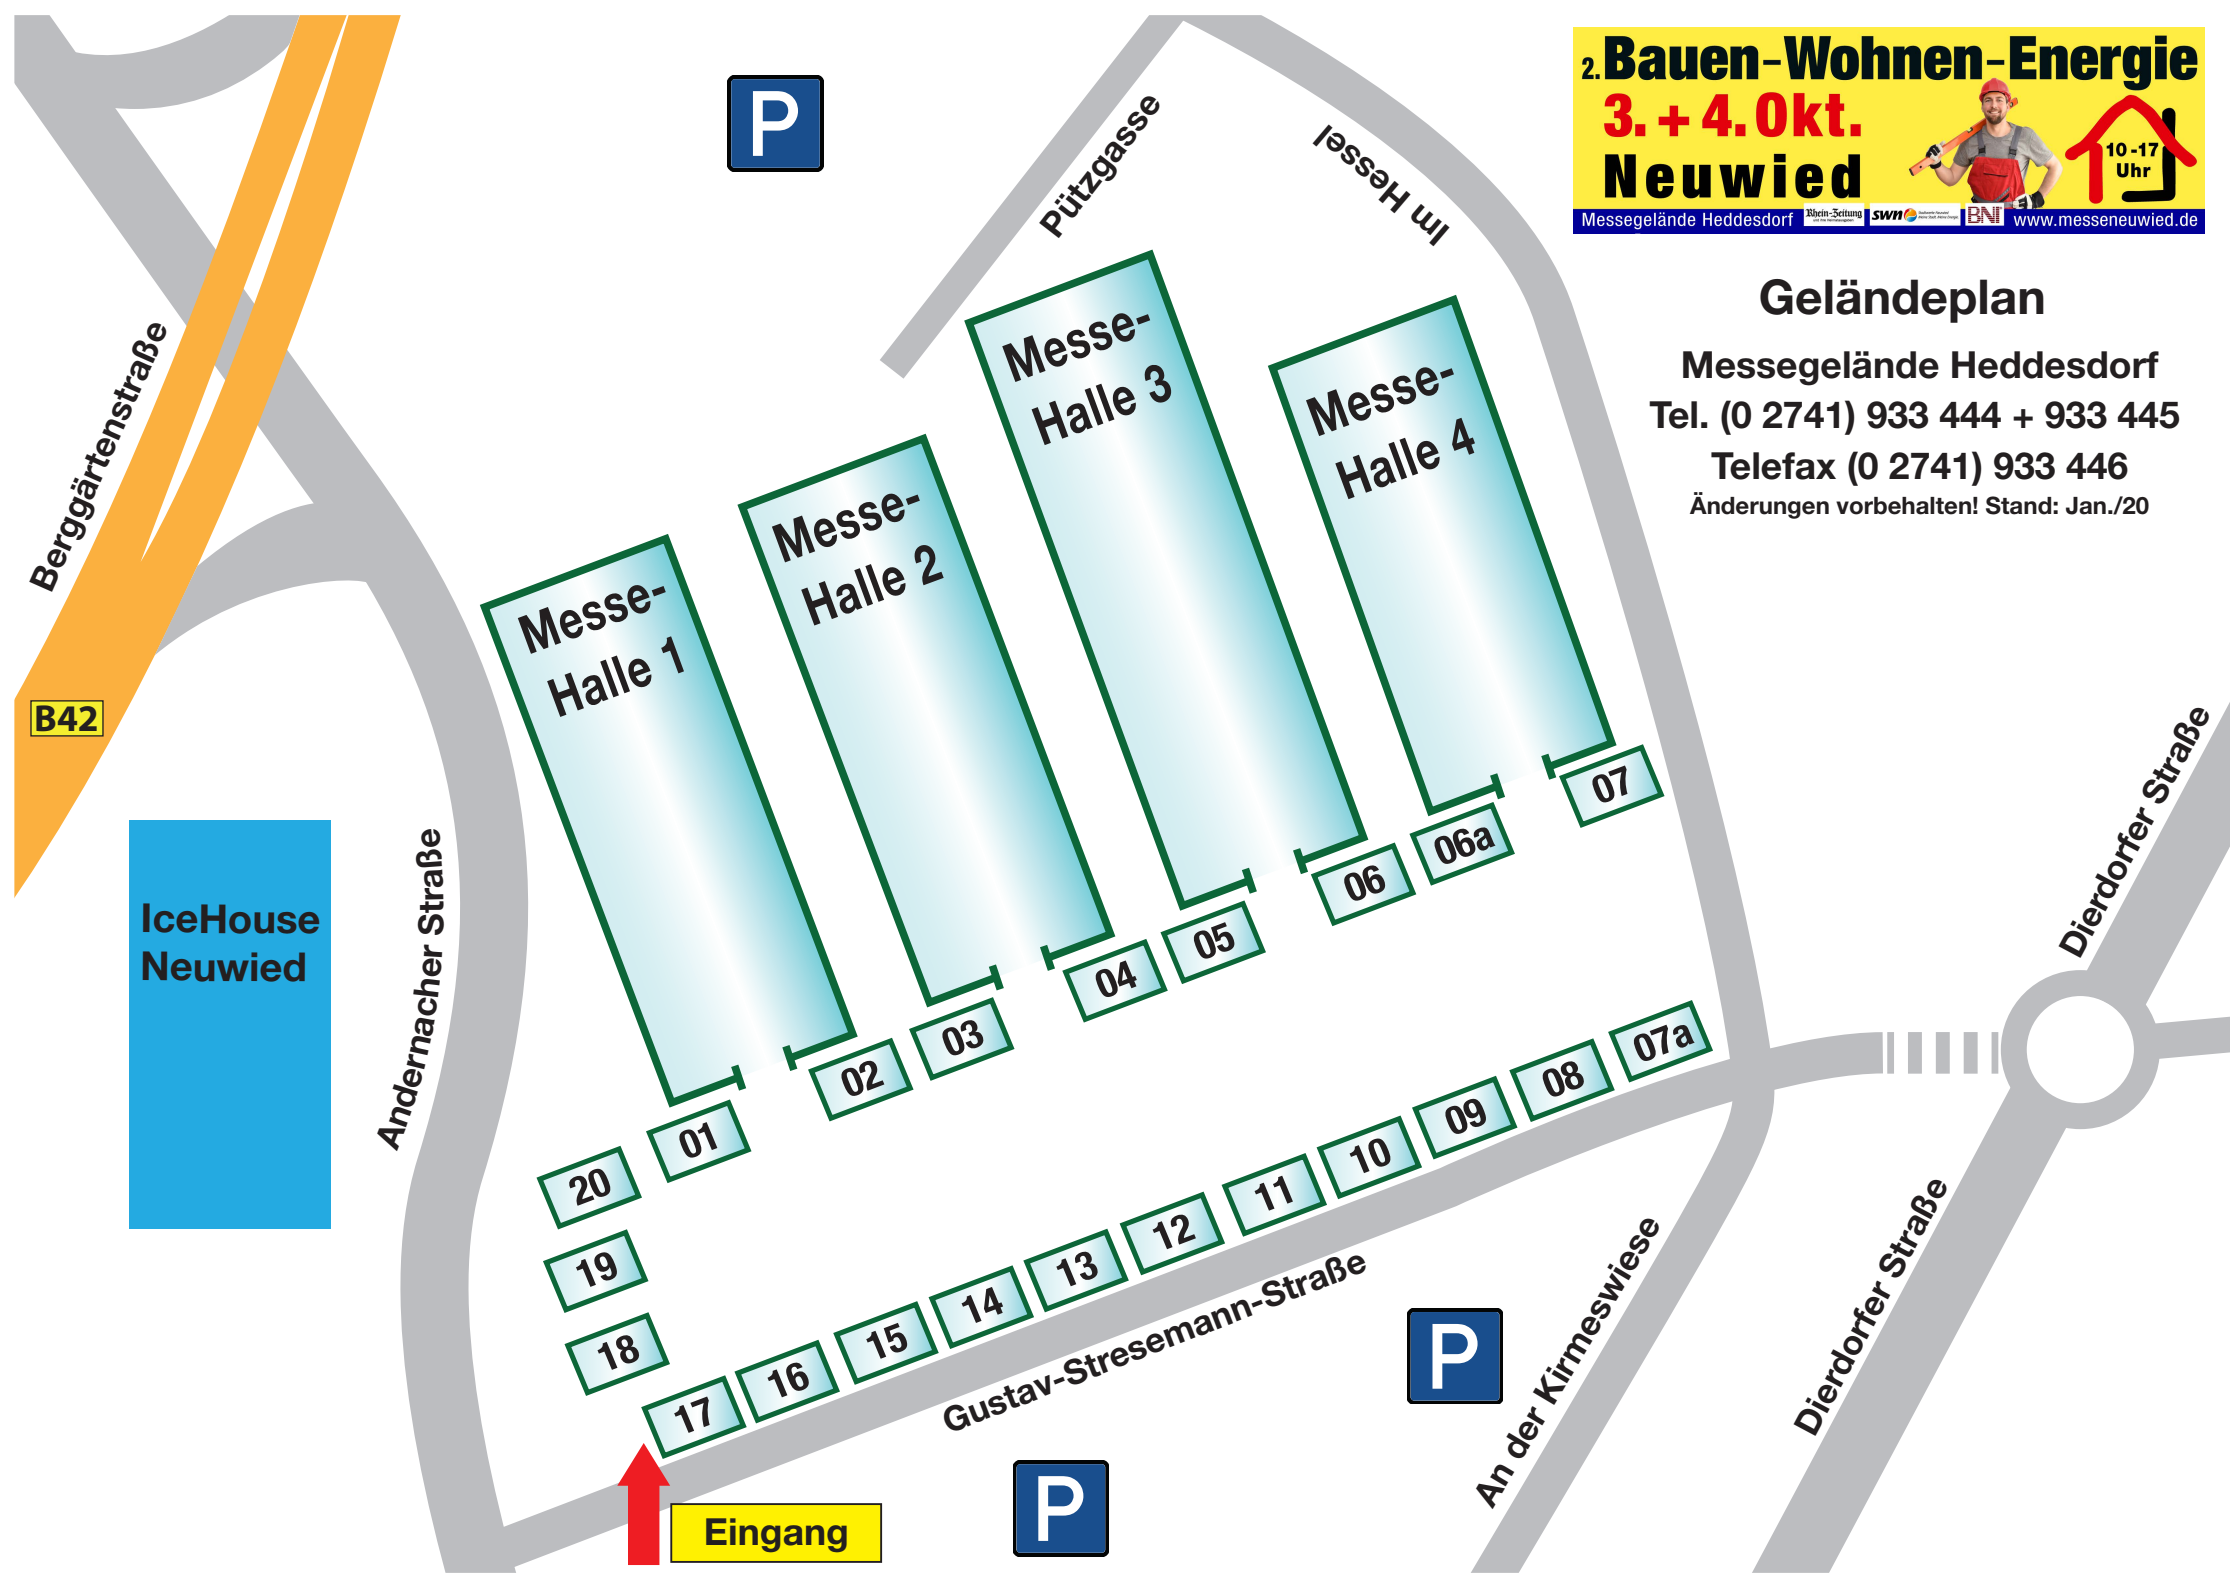 2. Bauen-Wohnen-Energie
3. + 4. Okt.
Neuwied
10 -17
Uhr
Messegelände Heddesdorf
Rhein-Zeitung
swn
BNI
www.messeneuwied.de
Geländeplan
Messegelände Heddesdorf
Tel. (0 2741) 933 444 + 933 445
Telefax (0 2741) 933 446
Änderungen vorbehalten! Stand: Jan./20
P
Pützgasse
Im Hessel
Berggärtenstraße
B42
IceHouse
Neuwied
Andernacher Straße
Messe-
Halle 1
Messe-
Halle 2
Messe-
Halle 3
Messe-
Halle 4
01
02
03
04
05
06
06a
07
07a
08
09
10
11
12
13
14
15
16
17
18
19
20
Gustav-Stresemann-Straße
Dierdorfer Straße
Dierdorfer Straße
An der Kirmeswiese
P
P
Eingang